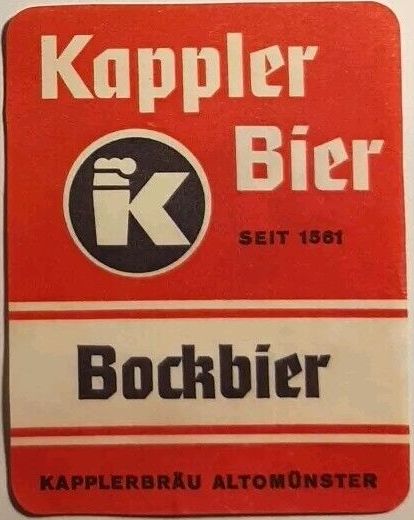 Kappler
Bier
K
SEIT 1561
Bockbier
KAPPLERBRÄU ALTOMÜNSTER